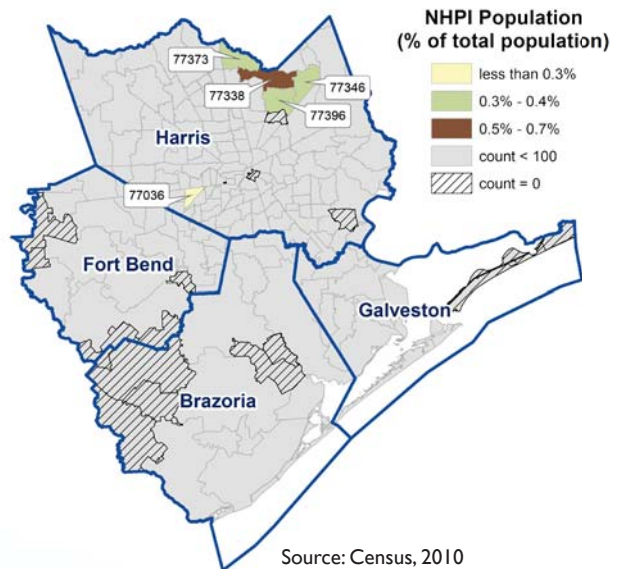 NHPI Population
(% of total population)
less than 0.3%
0.3% - 0.4%
0.5% - 0.7%
count < 100
count = 0
77373
77338
77346
77396
Harris
77036
Fort Bend
Galveston
Brazoria
Source: Census, 2010